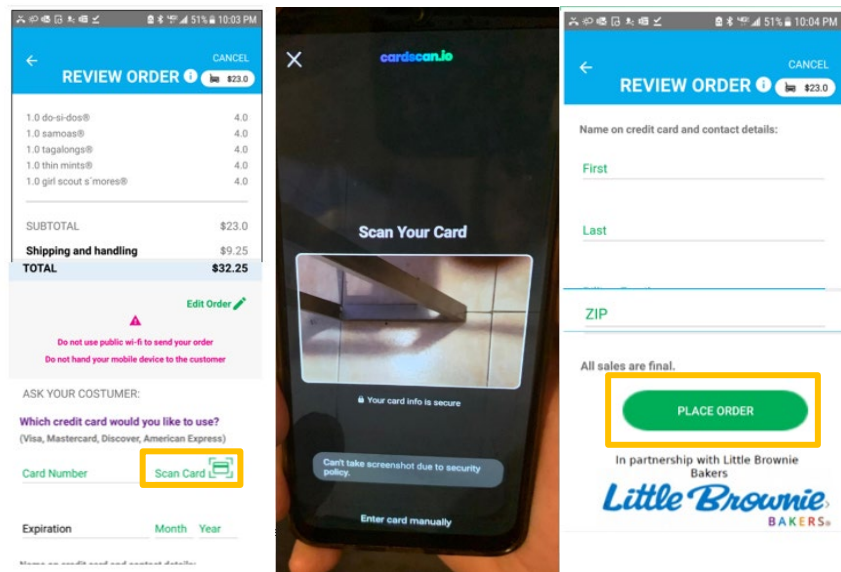 51% 10:03 PM
CANCEL
REVIEW ORDER i $23.0
1.0 do-si-dos® 4.0
1.0 samoas® 4.0
1.0 tagalongs® 4.0
1.0 thin mints® 4.0
1.0 girl scout s´mores® 4.0
SUBTOTAL $23.0
Shipping and handling $9.25
TOTAL $32.25
Edit Order
Do not use public wi-fi to send your order
Do not hand your mobile device to the customer
ASK YOUR COSTUMER:
Which credit card would you like to use?
(Visa, Mastercard, Discover, American Express)
Card Number Scan Card
Expiration Month Year
Name on credit card and contact details:
cardscan.io
Scan Your Card
Your card info is secure
Can't take screenshot due to security
policy.
Enter card manually
51% 10:04 PM
CANCEL
REVIEW ORDER i $23.0
Name on credit card and contact details:
First
Last
ZIP
All sales are final.
PLACE ORDER
In partnership with Little Brownie
Bakers
Little Brownie
BAKERS®